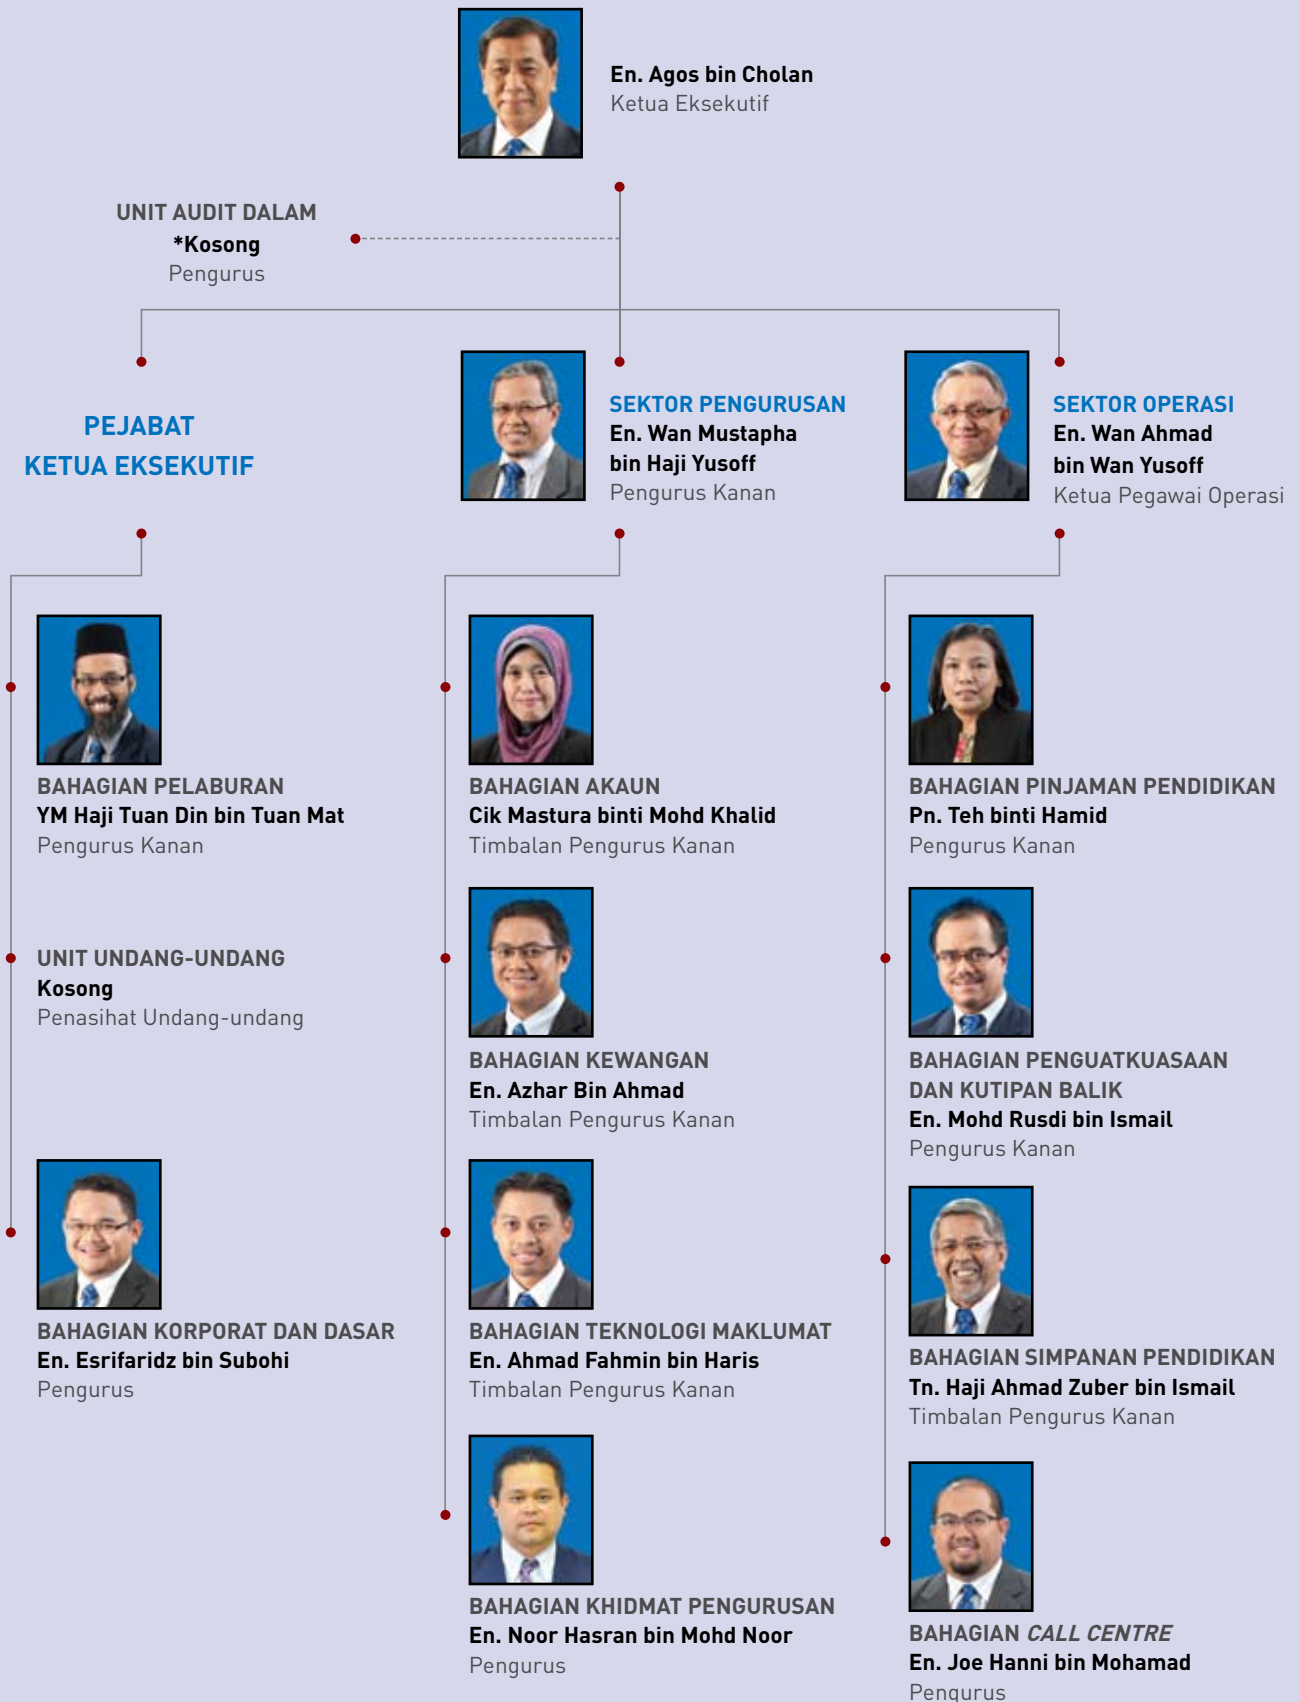 En. Agos bin Cholan
Ketua Eksekutif
UNIT AUDIT DALAM
*Kosong
Pengurus
PEJABAT
KETUA EKSEKUTIF
SEKTOR PENGURUSAN
En. Wan Mustapha
bin Haji Yusoff
Pengurus Kanan
SEKTOR OPERASI
En. Wan Ahmad
bin Wan Yusoff
Ketua Pegawai Operasi
BAHAGIAN PELABURAN
YM Haji Tuan Din bin Tuan Mat
Pengurus Kanan
UNIT UNDANG-UNDANG
Kosong
Penasihat Undang-undang
BAHAGIAN KORPORAT DAN DASAR
En. Esrifaridz bin Subohi
Pengurus
BAHAGIAN AKAUN
Cik Mastura binti Mohd Khalid
Timbalan Pengurus Kanan
BAHAGIAN KEWANGAN
En. Azhar Bin Ahmad
Timbalan Pengurus Kanan
BAHAGIAN TEKNOLOGI MAKLUMAT
En. Ahmad Fahmin bin Haris
Timbalan Pengurus Kanan
BAHAGIAN KHIDMAT PENGURUSAN
En. Noor Hasran bin Mohd Noor
Pengurus
BAHAGIAN PINJAMAN PENDIDIKAN
Pn. Teh binti Hamid
Pengurus Kanan
BAHAGIAN PENGUATKUASAAN
DAN KUTIPAN BALIK
En. Mohd Rusdi bin Ismail
Pengurus Kanan
BAHAGIAN SIMPANAN PENDIDIKAN
Tn. Haji Ahmad Zuber bin Ismail
Timbalan Pengurus Kanan
BAHAGIAN CALL CENTRE
En. Joe Hanni bin Mohamad
Pengurus